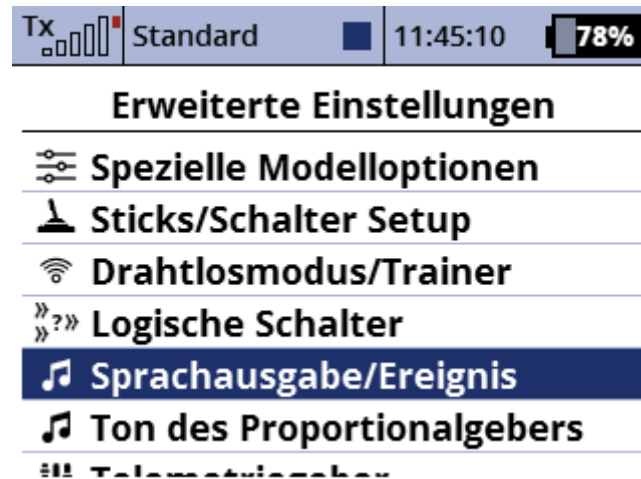 Tx Standard 11:45:10 78%
Erweiterte Einstellungen
Spezielle Modelloptionen
Sticks/Schalter Setup
Drahtlosmodus/Trainer
Logische Schalter
Sprachausgabe/Ereignis
Ton des Proportionalgebers